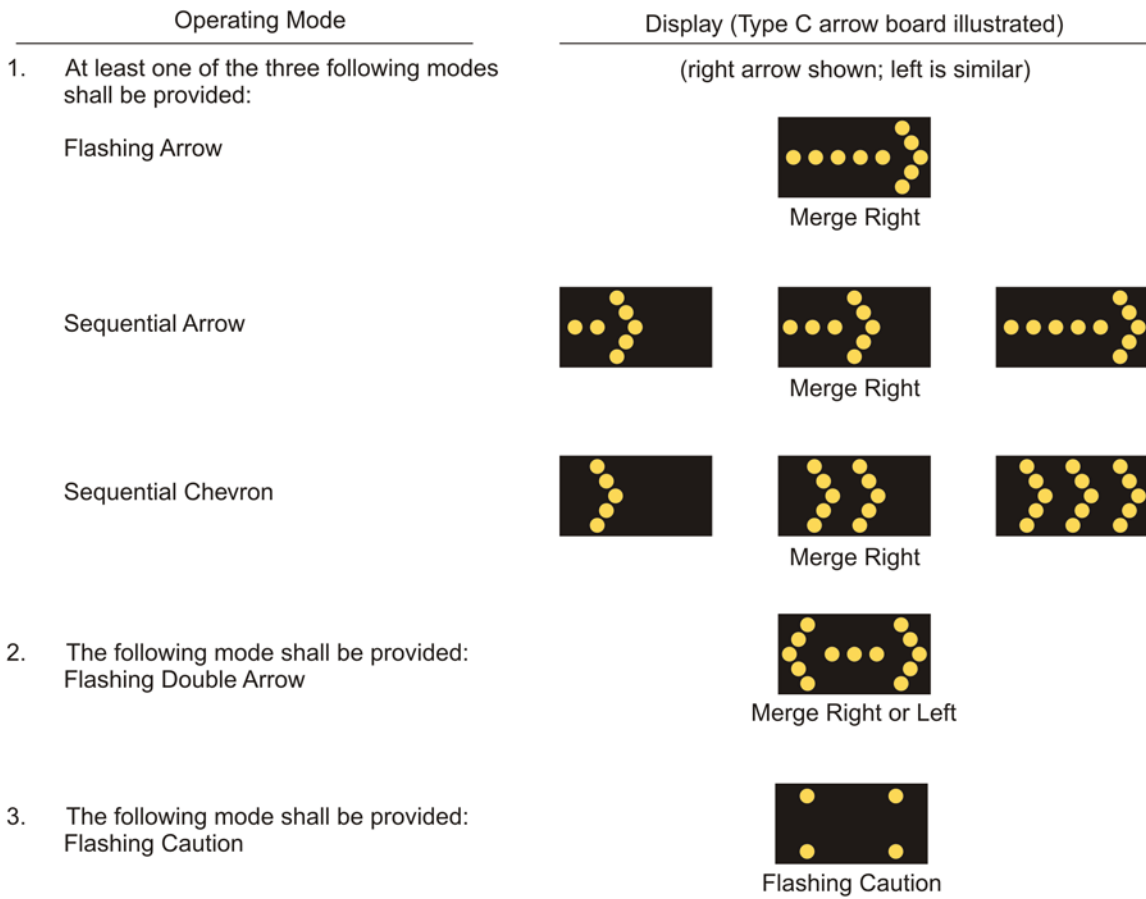 Operating Mode
Display (Type C arrow board illustrated)
1. At least one of the three following modes
shall be provided:
(right arrow shown; left is similar)
Flashing Arrow
Merge Right
Sequential Arrow
Merge Right
Sequential Chevron
Merge Right
2. The following mode shall be provided:
Flashing Double Arrow
Merge Right or Left
3. The following mode shall be provided:
Flashing Caution
Flashing Caution